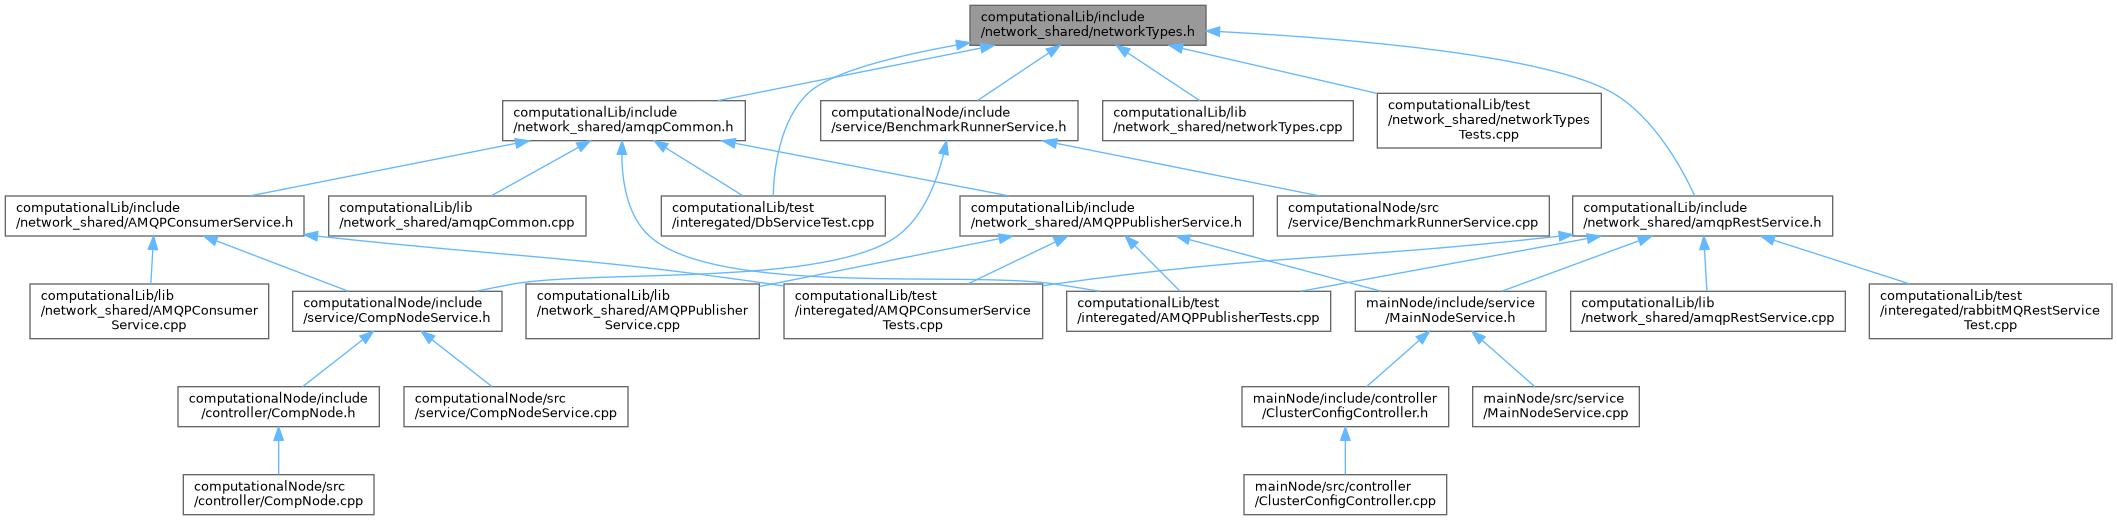 computationalLib/include
/network_shared/networkTypes.h
computationalLib/include
/network_shared/amqpCommon.h
computationalNode/include
/service/BenchmarkRunnerService.h
computationalLib/lib
/network_shared/networkTypes.cpp
computationalLib/test
/network_shared/networkTypes
Tests.cpp
computationalLib/include
/network_shared/AMQPConsumerService.h
computationalLib/lib
/network_shared/amqpCommon.cpp
computationalLib/test
/interegated/DbServiceTest.cpp
computationalLib/include
/network_shared/AMQPPublisherService.h
computationalNode/src
/service/BenchmarkRunnerService.cpp
computationalLib/include
/network_shared/amqpRestService.h
computationalLib/lib
/network_shared/AMQPConsumer
Service.cpp
computationalNode/include
/service/CompNodeService.h
computationalLib/lib
/network_shared/AMQPPublisher
Service.cpp
computationalLib/test
/interegated/AMQPConsumerService
Tests.cpp
computationalLib/test
/interegated/AMQPPublisherTests.cpp
mainNode/include/service
/MainNodeService.h
computationalLib/lib
/network_shared/amqpRestService.cpp
computationalLib/test
/interegated/rabbitMQRestService
Test.cpp
computationalNode/include
/controller/CompNode.h
computationalNode/src
/service/CompNodeService.cpp
mainNode/include/controller
/ClusterConfigController.h
mainNode/src/service
/MainNodeService.cpp
computationalNode/src
/controller/CompNode.cpp
mainNode/src/controller
/ClusterConfigController.cpp